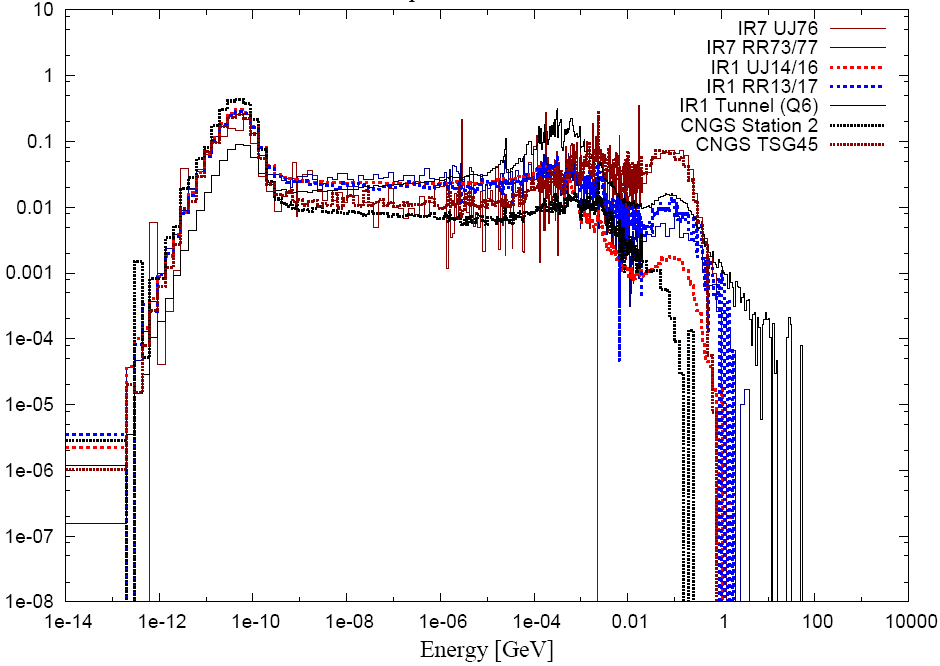 10
1
0.1
0.01
0.001
1e-04
1e-05
1e-06
1e-07
1e-08
IR7 UJ76
IR7 RR73/77
IR1 UJ14/16
IR1 RR13/17
IR1 Tunnel (Q6)
CNGS Station 2
CNGS TSG45
1e-14 1e-12 1e-10 1e-08 1e-06 1e-04 0.01 1 100 10000
Energy [GeV]